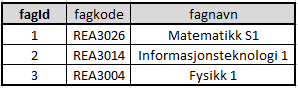 fagId fagkode fagnavn
1 REA3026 Matematikk S1
2 REA3014 Informasjonsteknologi 1
3 REA3004 Fysikk 1